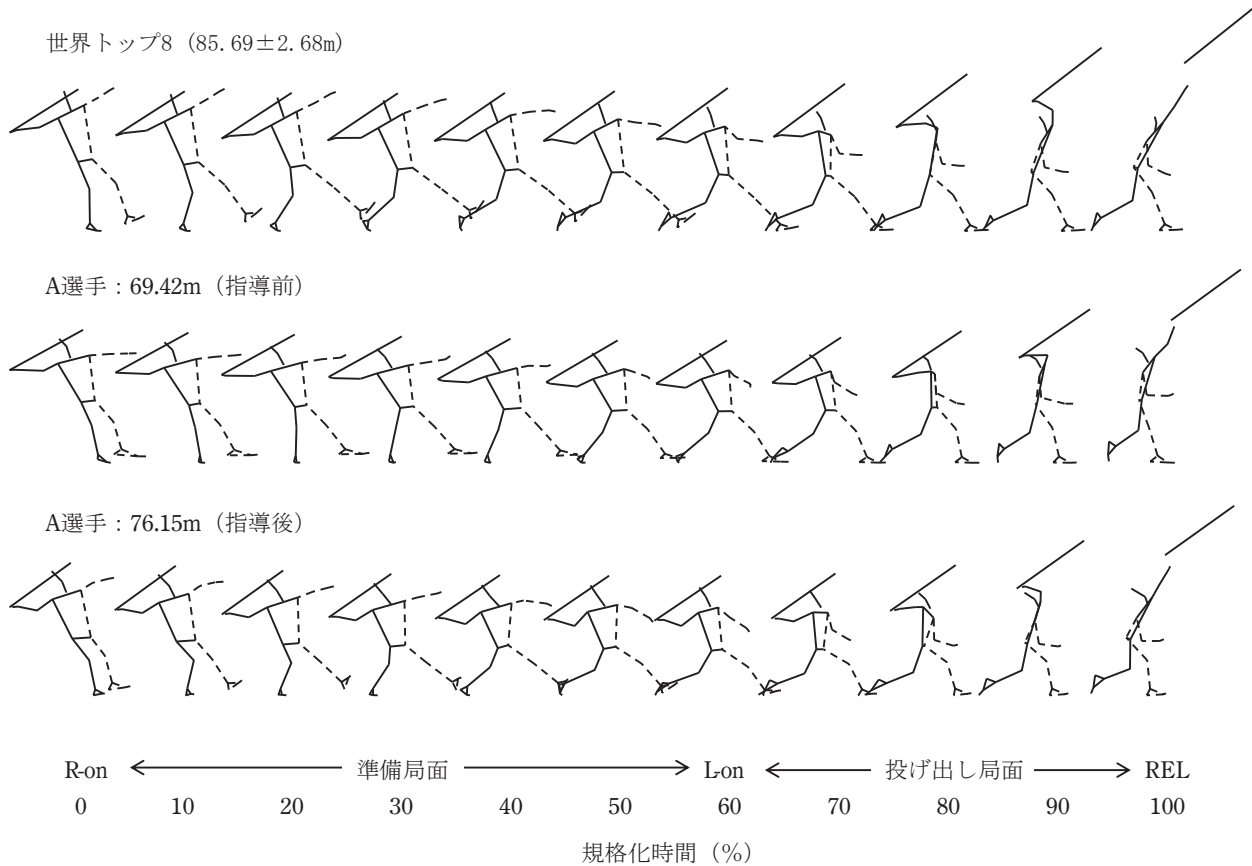 世界トップ8（85.69±2.68m）
A選手：69.42m（指導前）
A選手：76.15m（指導後）
R-on 準備局面 L-on 投げ出し局面 REL
0 10 20 30 40 50 60 70 80 90 100
規格化時間（%）